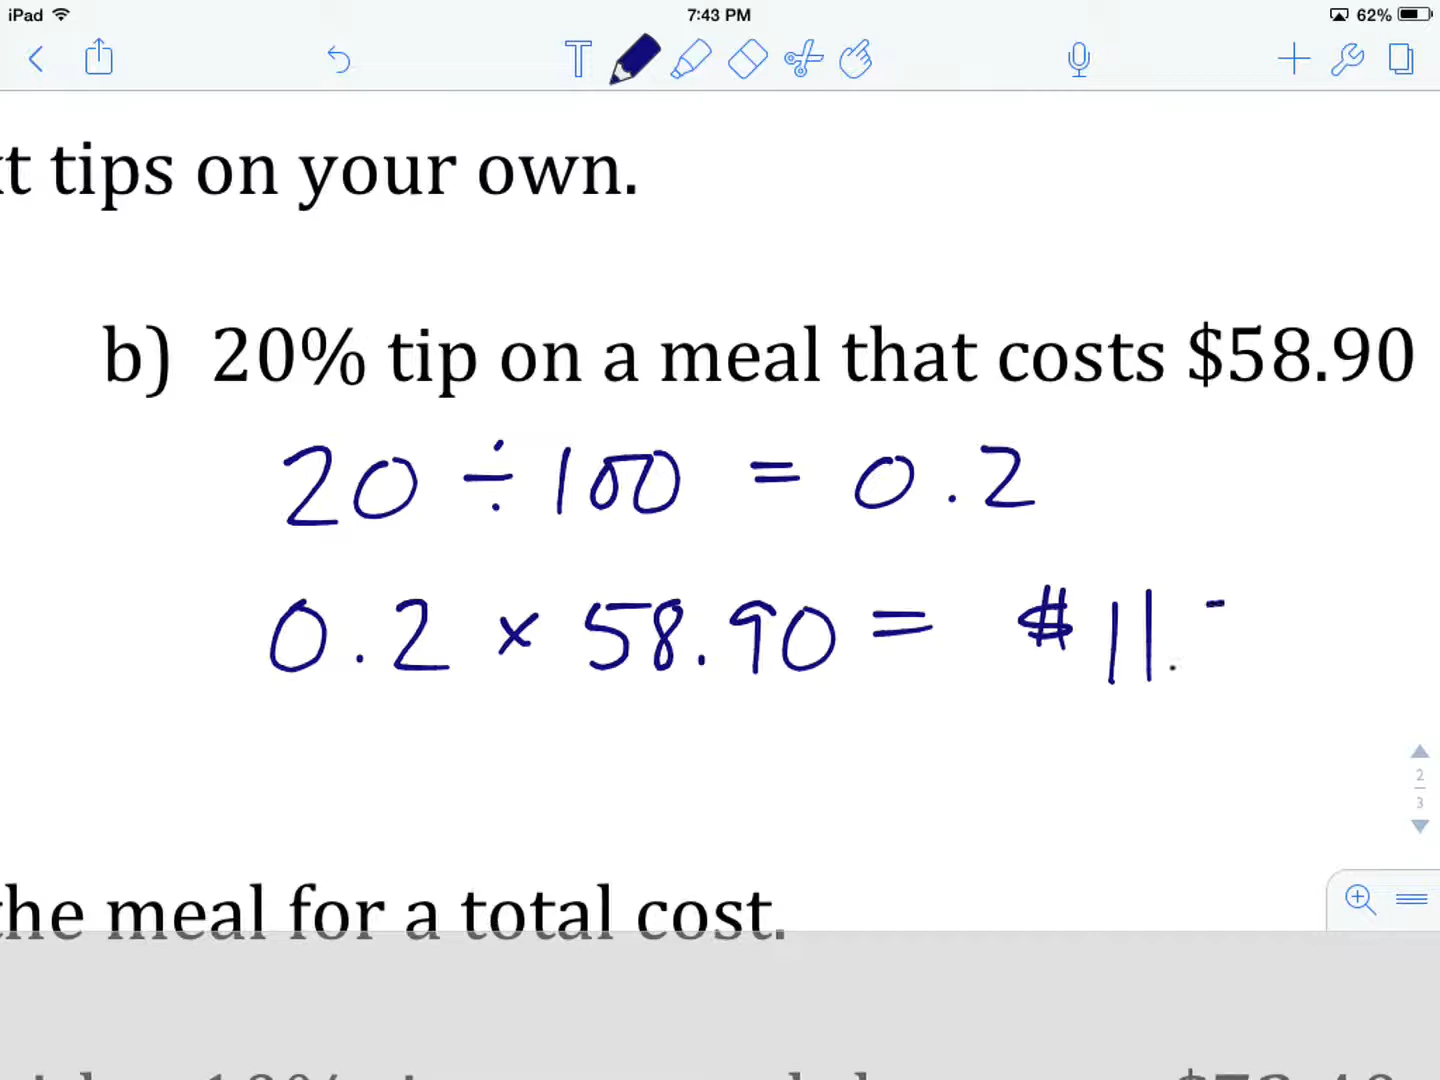 iPad 7:43 PM 62%
T
t tips on your own.
b) 20% tip on a meal that costs $58.90
20 ÷ 100 = 0.2
0.2 × 58.90 = $11.
2
3
he meal for a total cost.